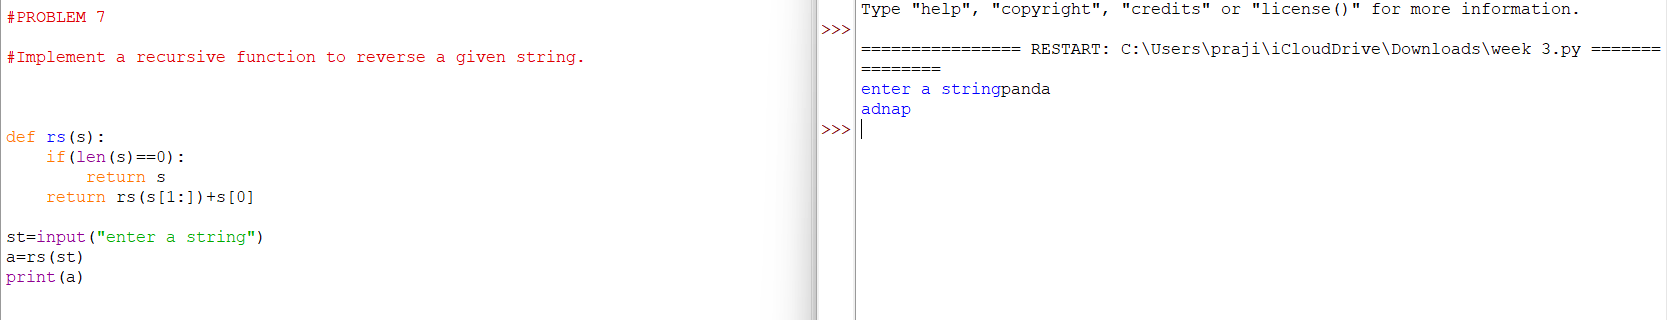 #PROBLEM 7
#Implement a recursive function to reverse a given string.
def rs(s):
    if(len(s)==0):
        return s
    return rs(s[1:])+s[0]
st=input("enter a string")
a=rs(st)
print(a)
Type "help", "copyright", "credits" or "license()" for more information.
>>>
================ RESTART: C:\Users\praji\iCloudDrive\Downloads\week 3.py =======
========
enter a stringpanda
adnap
>>>